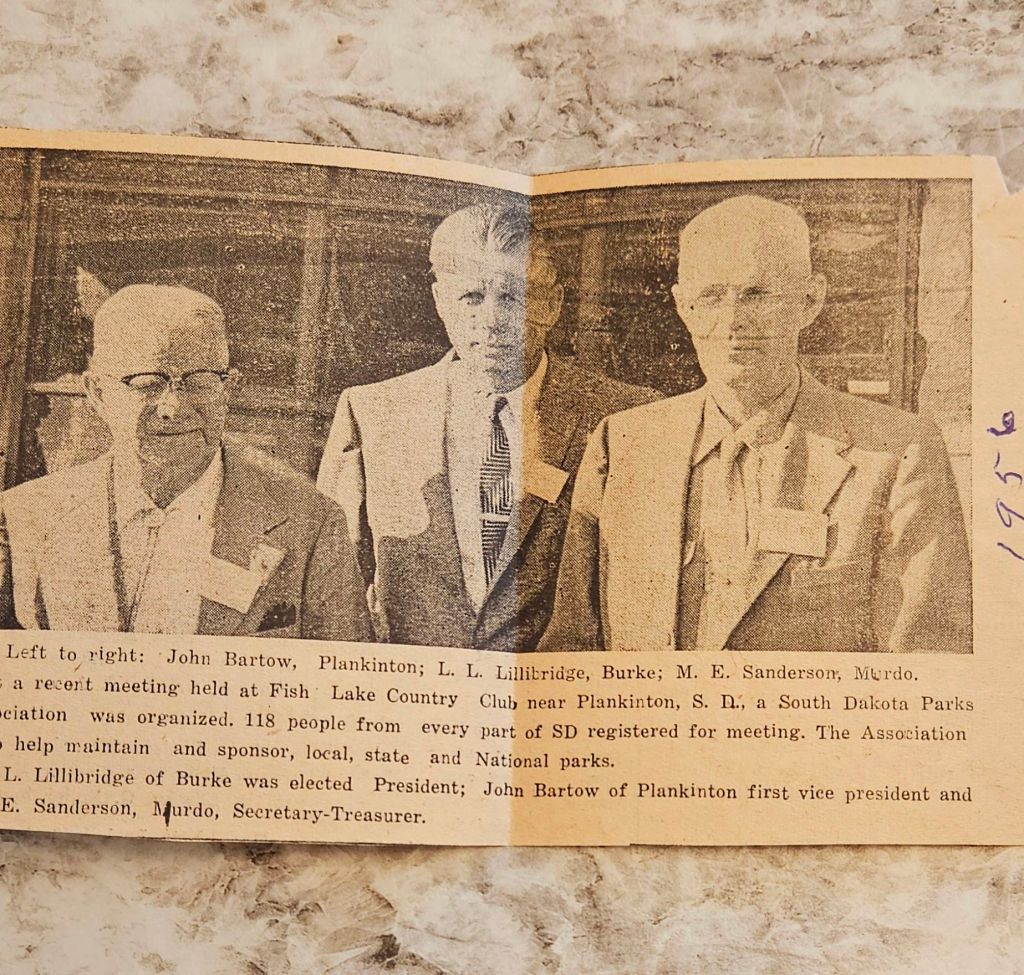 Left to right: John Bartow, Plankinton; L. L. Lillibridge, Burke; M. E. Sanderson, Murdo.
a recent meeting held at Fish Lake Country Club near Plankinton, S. D., a South Dakota Parks
ciation was organized. 118 people from every part of SD registered for meeting. The Association
help maintain and sponsor, local, state and National parks.
L. Lillibridge of Burke was elected President; John Bartow of Plankinton first vice president and
E. Sanderson, Murdo, Secretary-Treasurer.
1956